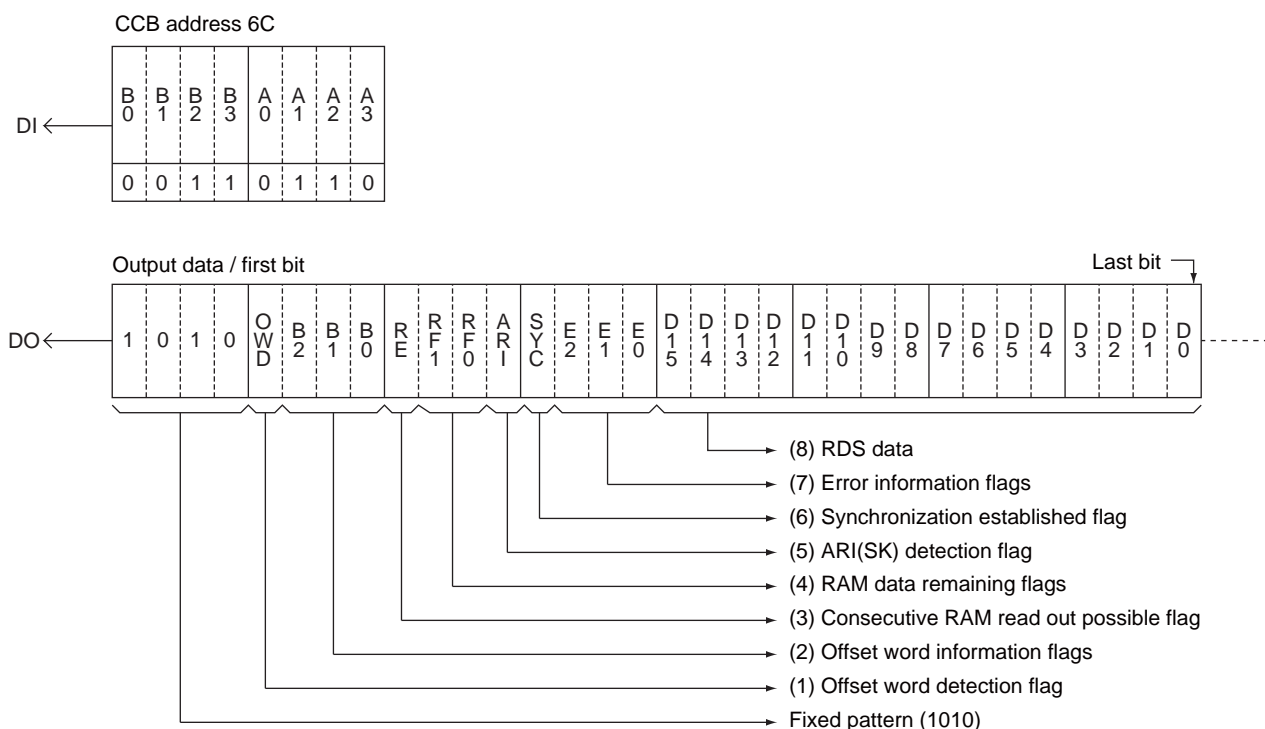 CCB address 6C
B0 B1 B2 B3 A0 A1 A2 A3
DI
0 0 1 1 0 1 1 0
Output data / first bit
Last bit
DO
1 0 1 0 OWD B2 B1 B0 RE RF1 RF0 ARI SYC E2 E1 E0 D15 D14 D13 D12 D11 D10 D9 D8 D7 D6 D5 D4 D3 D2 D1 D0
(8) RDS data
(7) Error information flags
(6) Synchronization established flag
(5) ARI(SK) detection flag
(4) RAM data remaining flags
(3) Consecutive RAM read out possible flag
(2) Offset word information flags
(1) Offset word detection flag
Fixed pattern (1010)